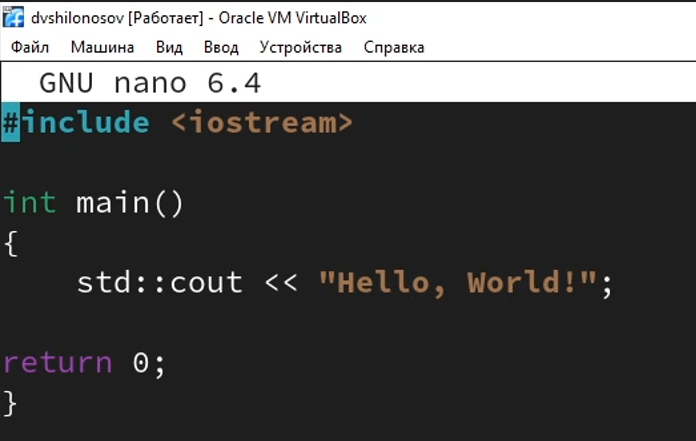 dvshilonosov [Работает] - Oracle VM VirtualBox
Файл Машина Вид Ввод Устройства Справка
GNU nano 6.4
#include <iostream>
int main()
{
    std::cout << "Hello, World!";
return 0;
}